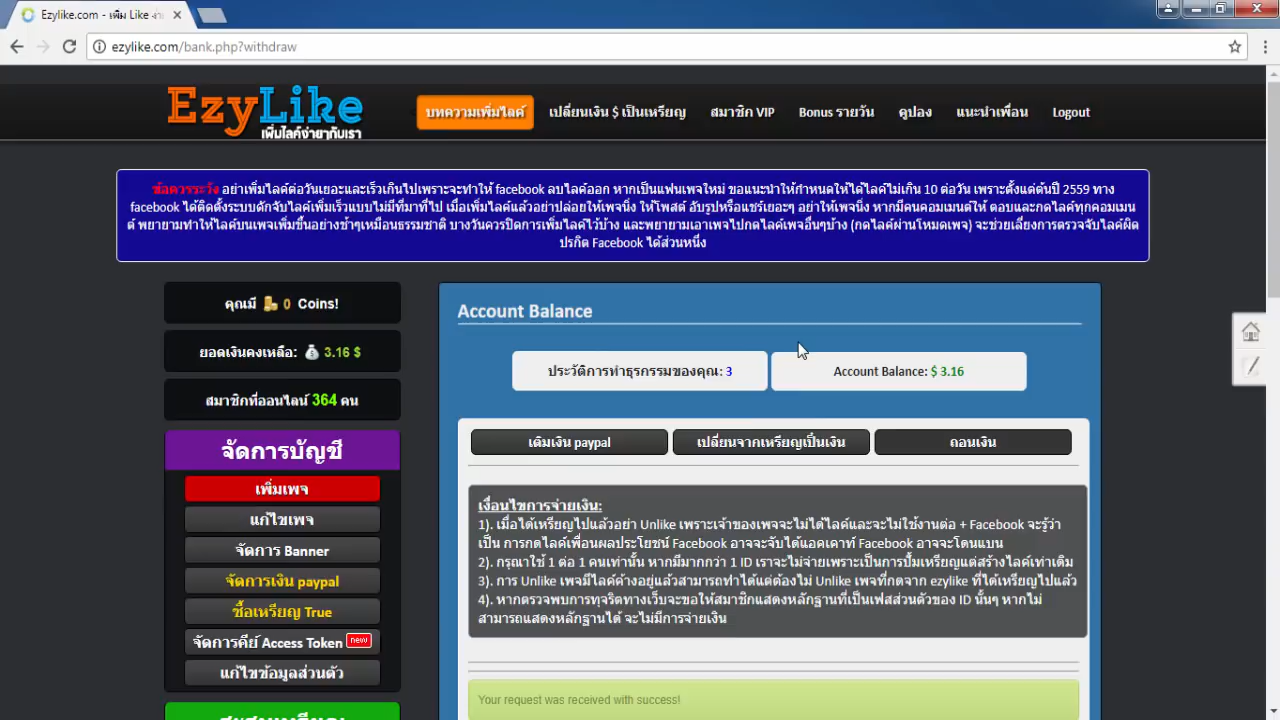 Ezylike.com - เพิ่ม Like ง่า
ezylike.com/bank.php?withdraw
EzyLike
เพิ่มไลค์ง่ายๆกับเรา
บทความเพิ่มไลค์ เปลี่ยนเงิน $ เป็นเหรียญ สมาชิก VIP Bonus รายวัน คูปอง แนะนำเพื่อน Logout
ข้อควรระวัง อย่าเพิ่มไลค์ต่อวันเยอะและเร็วเกินไปเพราะจะทำให้ facebook ลบไลค์ออก หากเป็นแฟนเพจใหม่ ขอแนะนำให้กำหนดให้ได้ไลค์ไม่เกิน 10 ต่อวัน เพราะตั้งแต่ต้นปี 2559 ทาง
facebook ได้ติดตั้งระบบดักจับไลค์เพิ่มเร็วแบบไม่มีที่มาที่ไป เมื่อเพิ่มไลค์แล้วอย่าปล่อยให้เพจนิ่ง ให้โพสต์ อัปรูปหรือแชร์เยอะๆ อย่าให้เพจนิ่ง หากมีคนคอมเมนต์ให้ ตอบและกดไลค์ทุกคอมเมน
ต์ พยายามทำให้ไลค์บนเพจเพิ่มขึ้นอย่างช้าๆเหมือนธรรมชาติ บางวันควรปิดการเพิ่มไลค์ไว้บ้าง และพยายามเอาเพจไปกดไลค์เพจอื่นๆบ้าง (กดไลค์ผ่านโหมดเพจ) จะช่วยเลี่ยงการตรวจจับไลค์ผิด
ปรกิต Facebook ได้ส่วนหนึ่ง
คุณมี 0 Coins!
ยอดเงินคงเหลือ: 3.16 $
สมาชิกที่ออนไลน์ 364 คน
จัดการบัญชี
เพิ่มเพจ
แก้ไขเพจ
จัดการ Banner
จัดการเงิน paypal
ซื้อเหรียญ True
จัดการคีย์ Access Token new
แก้ไขข้อมูลส่วนตัว
Account Balance
ประวัติการทำธุรกรรมของคุณ: 3 Account Balance: $ 3.16
เติมเงิน paypal เปลี่ยนจากเหรียญเป็นเงิน ถอนเงิน
เงื่อนไขการจ่ายเงิน:
1). เมื่อได้เหรียญไปแล้วอย่า Unlike เพราะเจ้าของเพจจะไม่ได้ไลค์และจะไม่ใช้งานต่อ + Facebook จะรู้ว่า
เป็น การกดไลค์เพื่อนผลประโยชน์ Facebook อาจจะจับได้แอคเคาท์ Facebook อาจจะโดนแบน
2). กรุณาใช้ 1 ต่อ 1 คนเท่านั้น หากมีมากกว่า 1 ID เราจะไม่จ่ายเพราะเป็นการปั๊มเหรียญแต่สร้างไลค์เท่าเดิม
3). การ Unlike เพจมีไลค์ค้างอยู่แล้วสามารถทำได้แต่ต้องไม่ Unlike เพจที่กดจาก ezylike ที่ได้เหรียญไปแล้ว
4). หากตรวจพบการทุจริตทางเว็บจะขอให้สมาชิกแสดงหลักฐานที่เป็นเฟสส่วนตัวของ ID นั้นๆ หากไม่
สามารถแสดงหลักฐานได้ จะไม่มีการจ่ายเงิน
Your request was received with success!